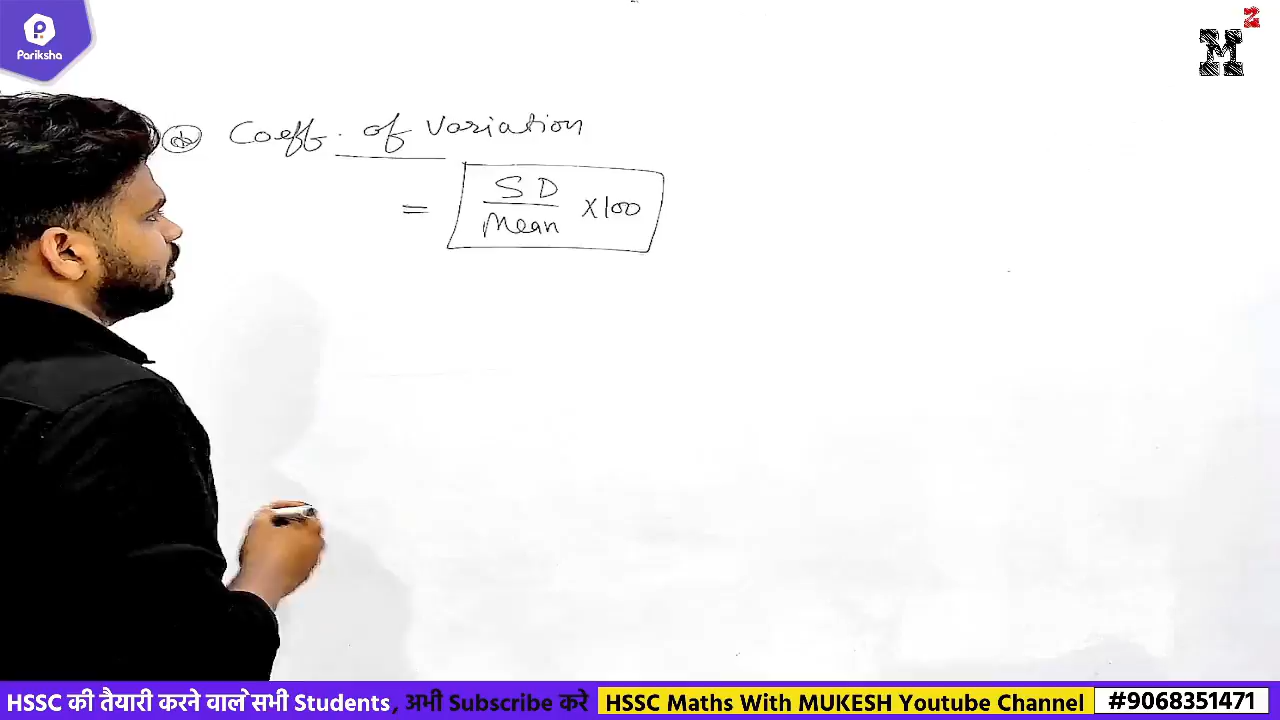 Pariksha
M²
Coeff. of Variation
= SD/Mean ×100
HSSC की तैयारी करने वाले सभी Students, अभी Subscribe करे HSSC Maths With MUKESH Youtube Channel #9068351471